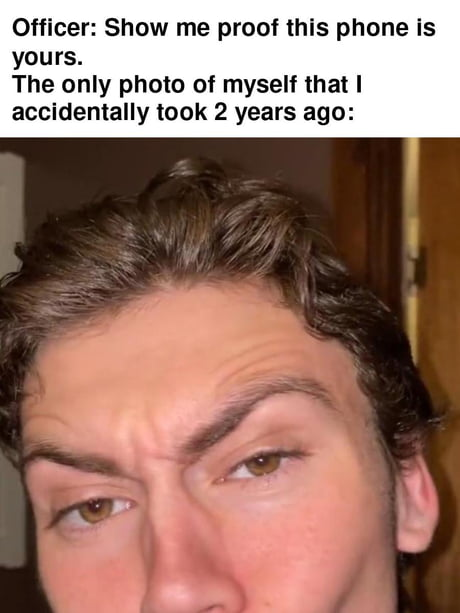 Officer: Show me proof this phone is
yours.
The only photo of myself that I
accidentally took 2 years ago: